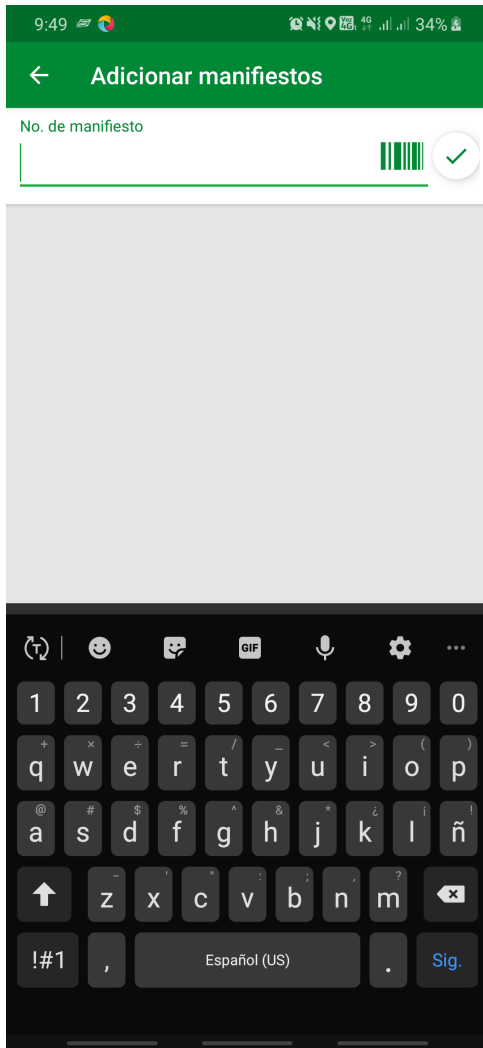 9:49 4G 34%
Adicionar manifiestos
No. de manifiesto
GIF
1 2 3 4 5 6 7 8 9 0
+ × ÷ = / _ < > ( )
q w e r t y u i o p
@ # $ % ^ & * ¿ ¡ !
a s d f g h j k l ñ
- ' " : ; , ?
z x c v b n m
!#1 , Español (US) . Sig.